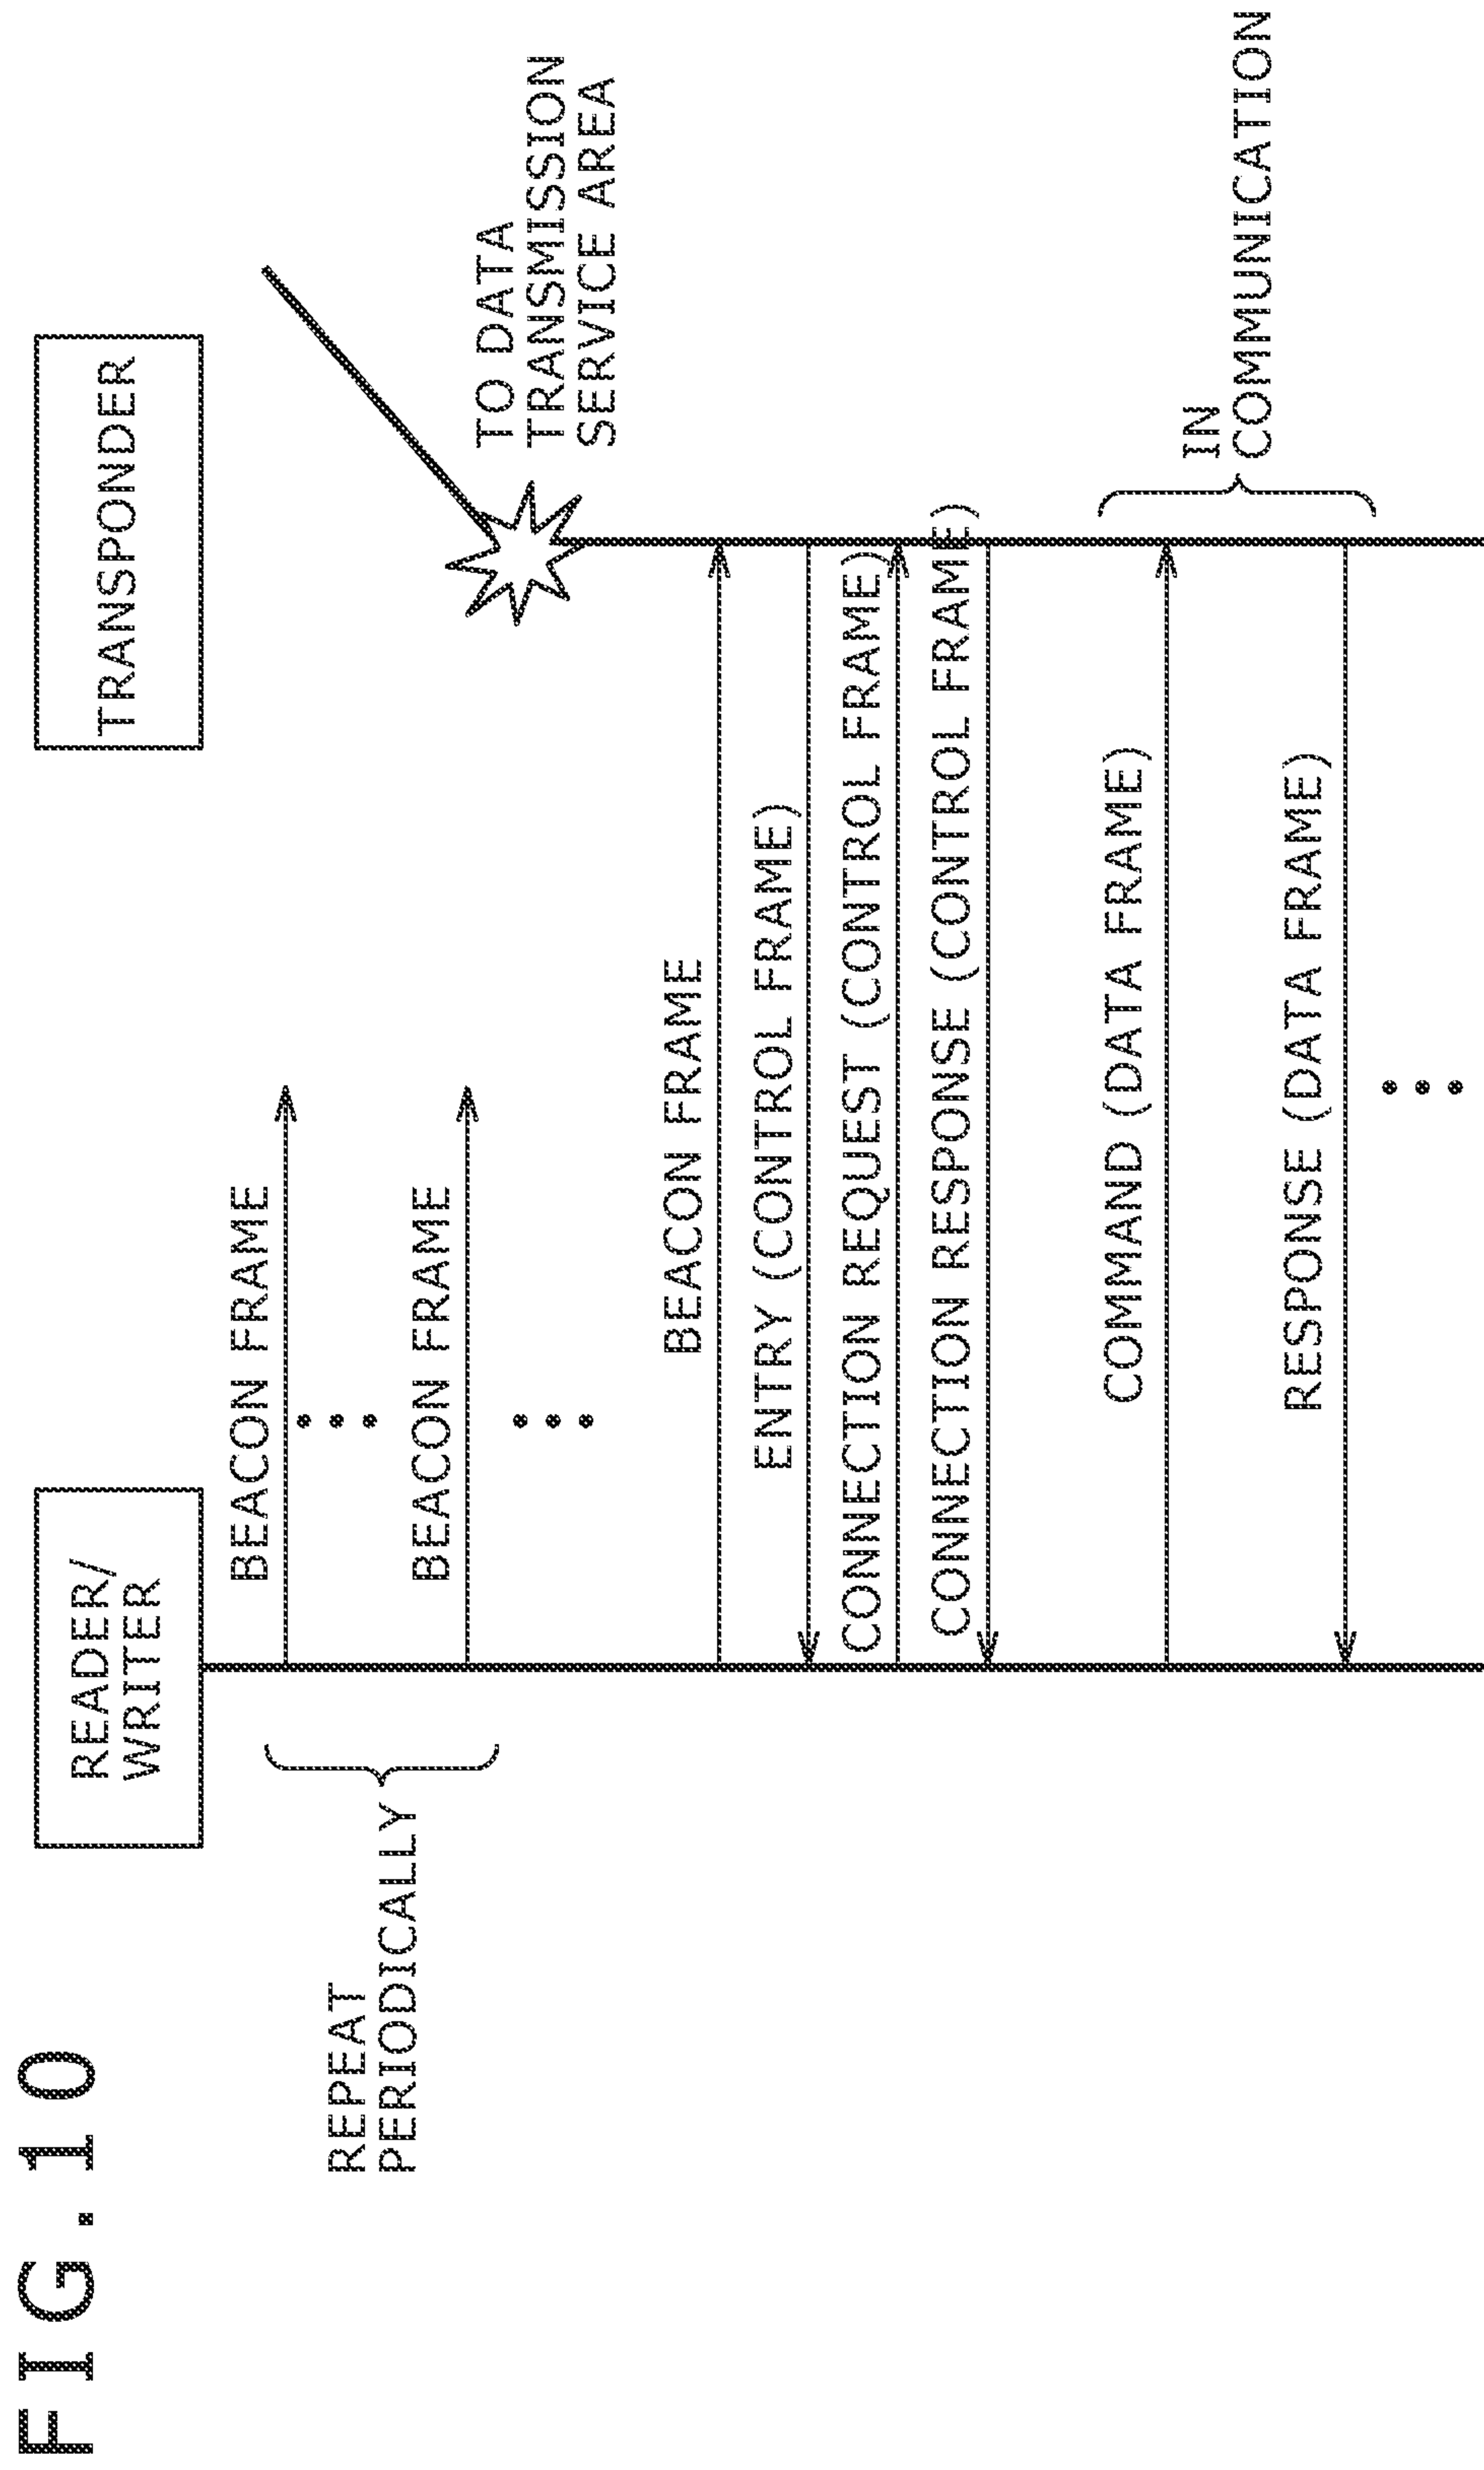 FIG.10
READER/
WRITER
TRANSPONDER
BEACON FRAME
REPEAT
PERIODICALLY
BEACON FRAME
TO DATA
TRANSMISSION
SERVICE AREA
BEACON FRAME
ENTRY (CONTROL FRAME)
CONNECTION REQUEST (CONTROL FRAME)
CONNECTION RESPONSE (CONTROL FRAME)
COMMAND (DATA FRAME)
IN
COMMUNICATION
RESPONSE (DATA FRAME)